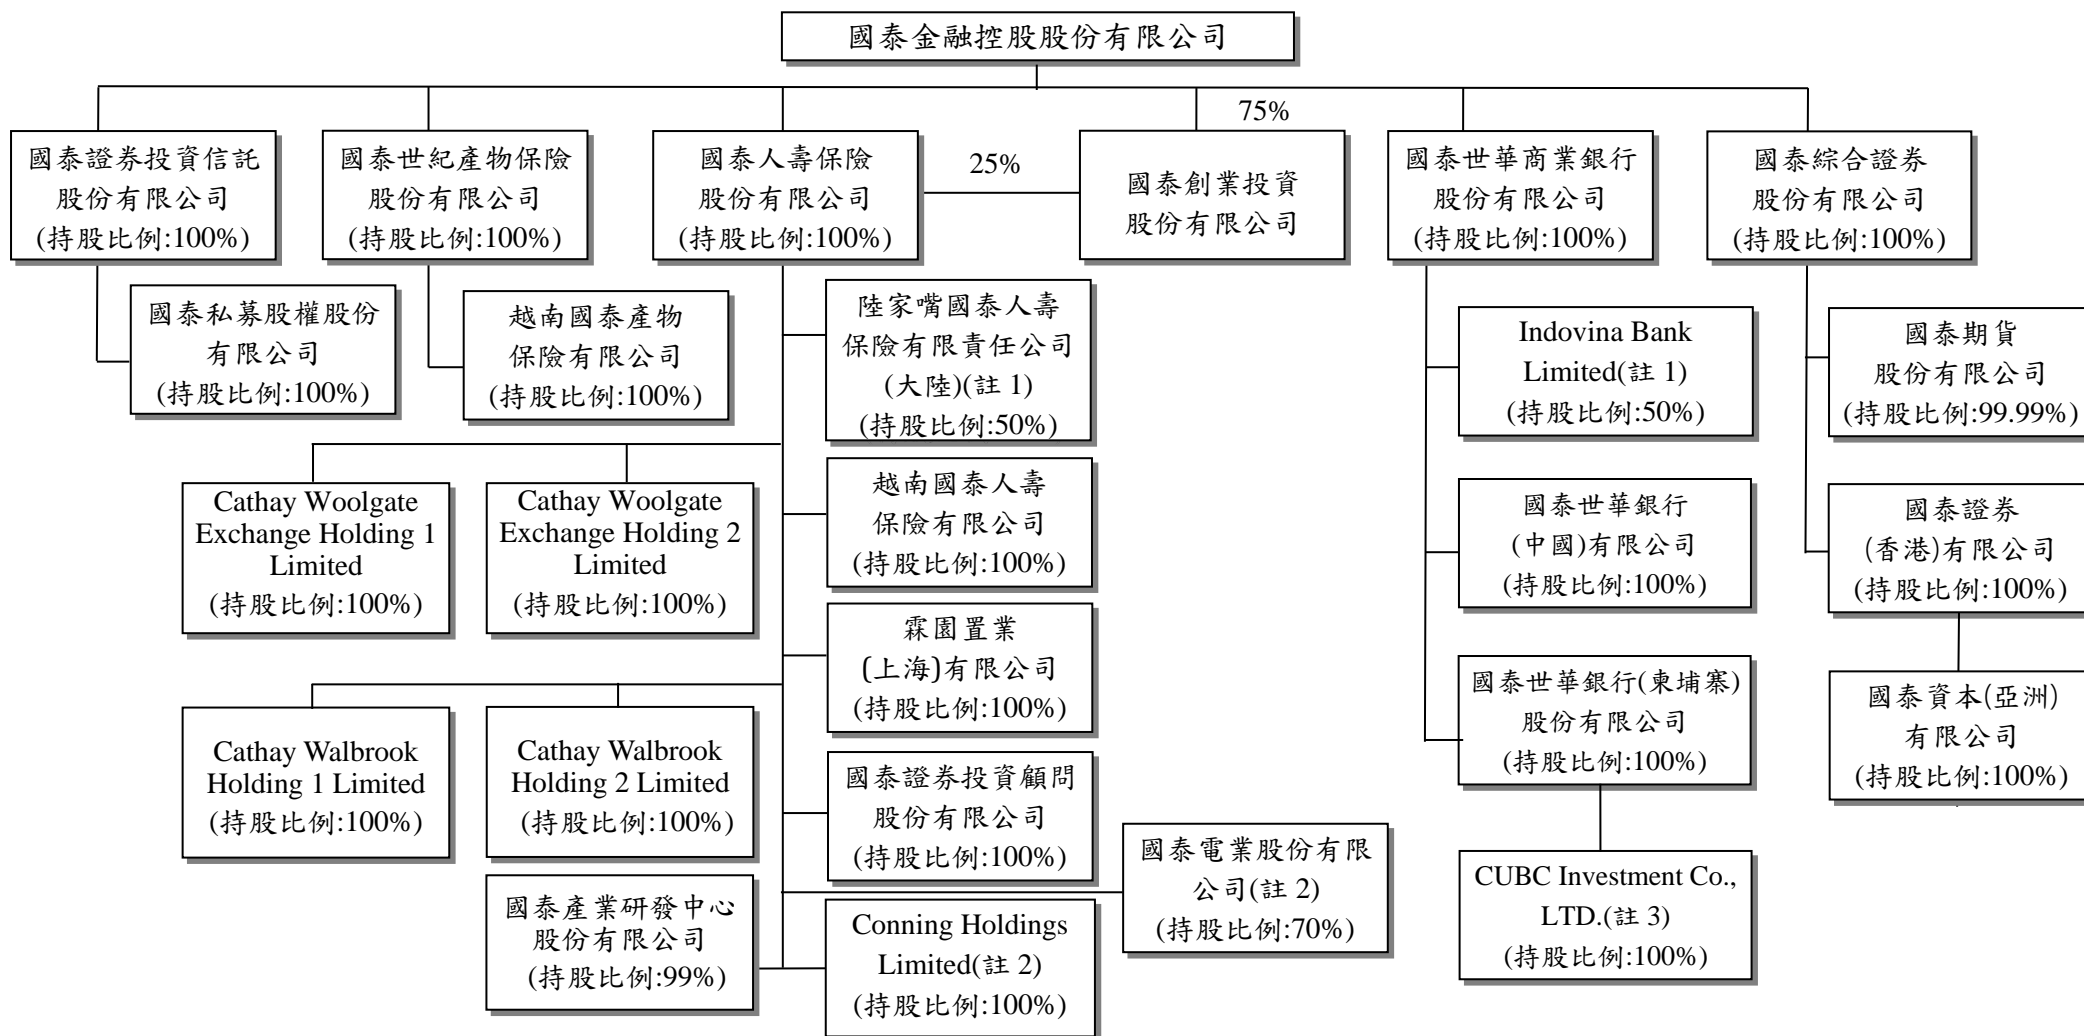 國泰金融控股股份有限公司
75%
25%
國泰證券投資信託
股份有限公司
(持股比例:100%)
國泰世紀產物保險
股份有限公司
(持股比例:100%)
國泰人壽保險
股份有限公司
(持股比例:100%)
國泰創業投資
股份有限公司
國泰世華商業銀行
股份有限公司
(持股比例:100%)
國泰綜合證券
股份有限公司
(持股比例:100%)
國泰私募股權股份
有限公司
(持股比例:100%)
越南國泰產物
保險有限公司
(持股比例:100%)
陸家嘴國泰人壽
保險有限責任公司
(大陸)(註 1)
(持股比例:50%)
Indovina Bank
Limited(註 1)
(持股比例:50%)
國泰期貨
股份有限公司
(持股比例:99.99%)
Cathay Woolgate
Exchange Holding 1
Limited
(持股比例:100%)
Cathay Woolgate
Exchange Holding 2
Limited
(持股比例:100%)
越南國泰人壽
保險有限公司
(持股比例:100%)
國泰世華銀行
(中國)有限公司
(持股比例:100%)
國泰證券
(香港)有限公司
(持股比例:100%)
霖園置業
(上海)有限公司
(持股比例:100%)
國泰世華銀行(柬埔寨)
股份有限公司
(持股比例:100%)
國泰資本(亞洲)
有限公司
(持股比例:100%)
Cathay Walbrook
Holding 1 Limited
(持股比例:100%)
Cathay Walbrook
Holding 2 Limited
(持股比例:100%)
國泰證券投資顧問
股份有限公司
(持股比例:100%)
國泰電業股份有限
公司(註 2)
(持股比例:70%)
CUBC Investment Co.,
LTD.(註 3)
(持股比例:100%)
國泰產業研發中心
股份有限公司
(持股比例:99%)
Conning Holdings
Limited(註 2)
(持股比例:100%)